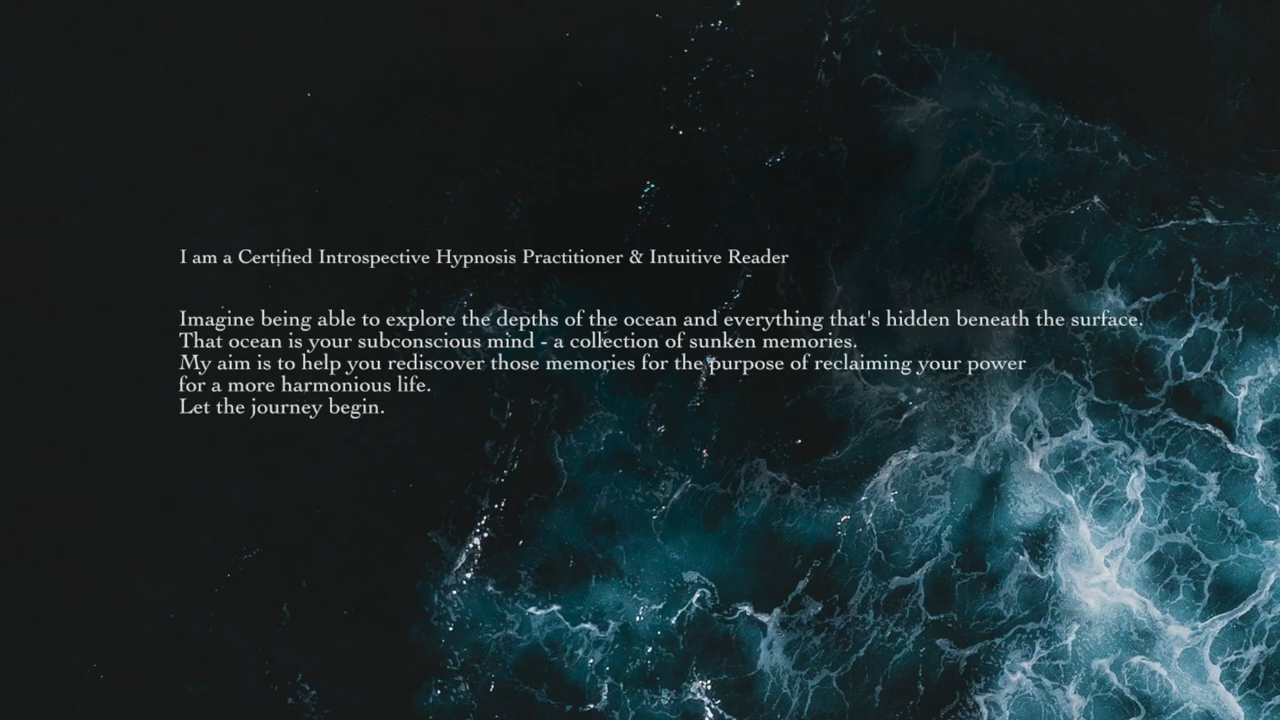 I am a Certified Introspective Hypnosis Practitioner & Intuitive Reader
Imagine being able to explore the depths of the ocean and everything that's hidden beneath the surface.
That ocean is your subconscious mind - a collection of sunken memories.
My aim is to help you rediscover those memories for the purpose of reclaiming your power
for a more harmonious life.
Let the journey begin.